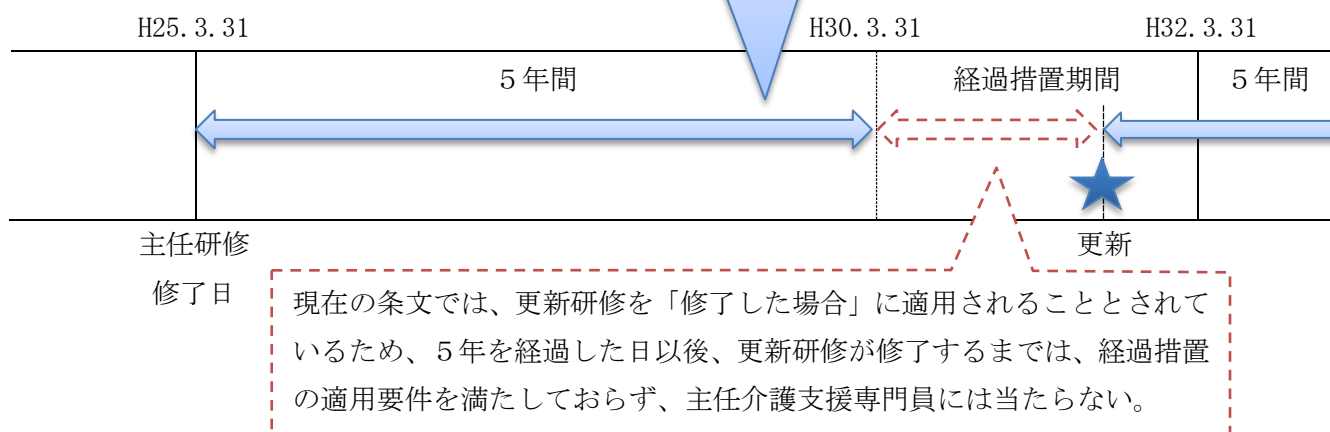 H25.3.31
H30.3.31
H32.3.31
５年間
経過措置期間
５年間
主任研修
修了日
更新
現在の条文では、更新研修を「修了した場合」に適用されることとされて
いるため、５年を経過した日以後、更新研修が修了するまでは、経過措置
の適用要件を満たしておらず、主任介護支援専門員には当たらない。